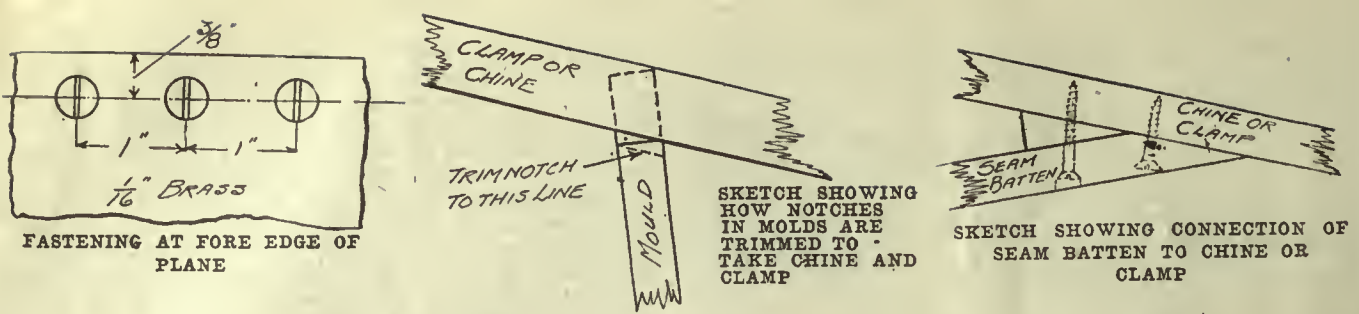 3/8"
1" 1"
1/16" BRASS
FASTENING AT FORE EDGE OF
PLANE
CLAMP OR
CHINE
TRIM NOTCH
TO THIS LINE
MOULD
SKETCH SHOWING
HOW NOTCHES
IN MOLDS ARE
TRIMMED TO
TAKE CHINE AND
CLAMP
CHINE OR
CLAMP
SEAM
BATTEN
SKETCH SHOWING CONNECTION OF
SEAM BATTEN TO CHINE OR
CLAMP